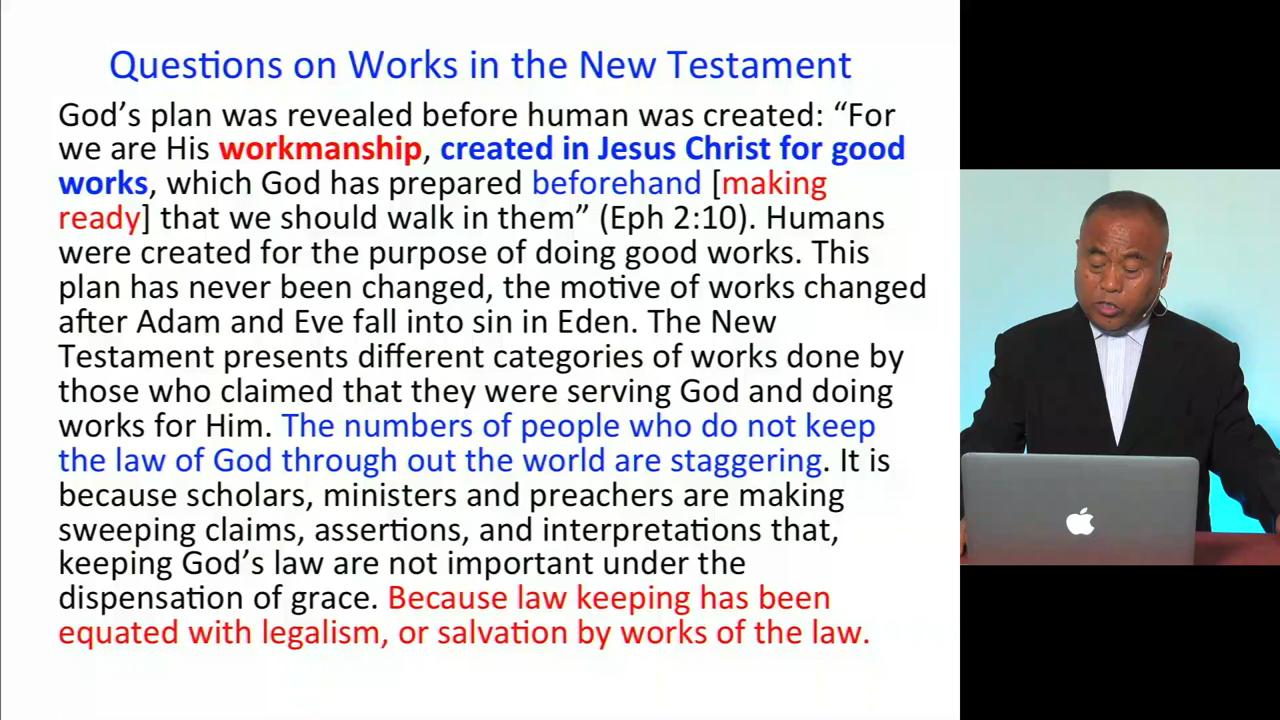 Questions on Works in the New Testament
God’s plan was revealed before human was created: “For
we are His workmanship, created in Jesus Christ for good
works, which God has prepared beforehand [making
ready] that we should walk in them” (Eph 2:10). Humans
were created for the purpose of doing good works. This
plan has never been changed, the motive of works changed
after Adam and Eve fall into sin in Eden. The New
Testament presents different categories of works done by
those who claimed that they were serving God and doing
works for Him. The numbers of people who do not keep
the law of God through out the world are staggering. It is
because scholars, ministers and preachers are making
sweeping claims, assertions, and interpretations that,
keeping God’s law are not important under the
dispensation of grace. Because law keeping has been
equated with legalism, or salvation by works of the law.